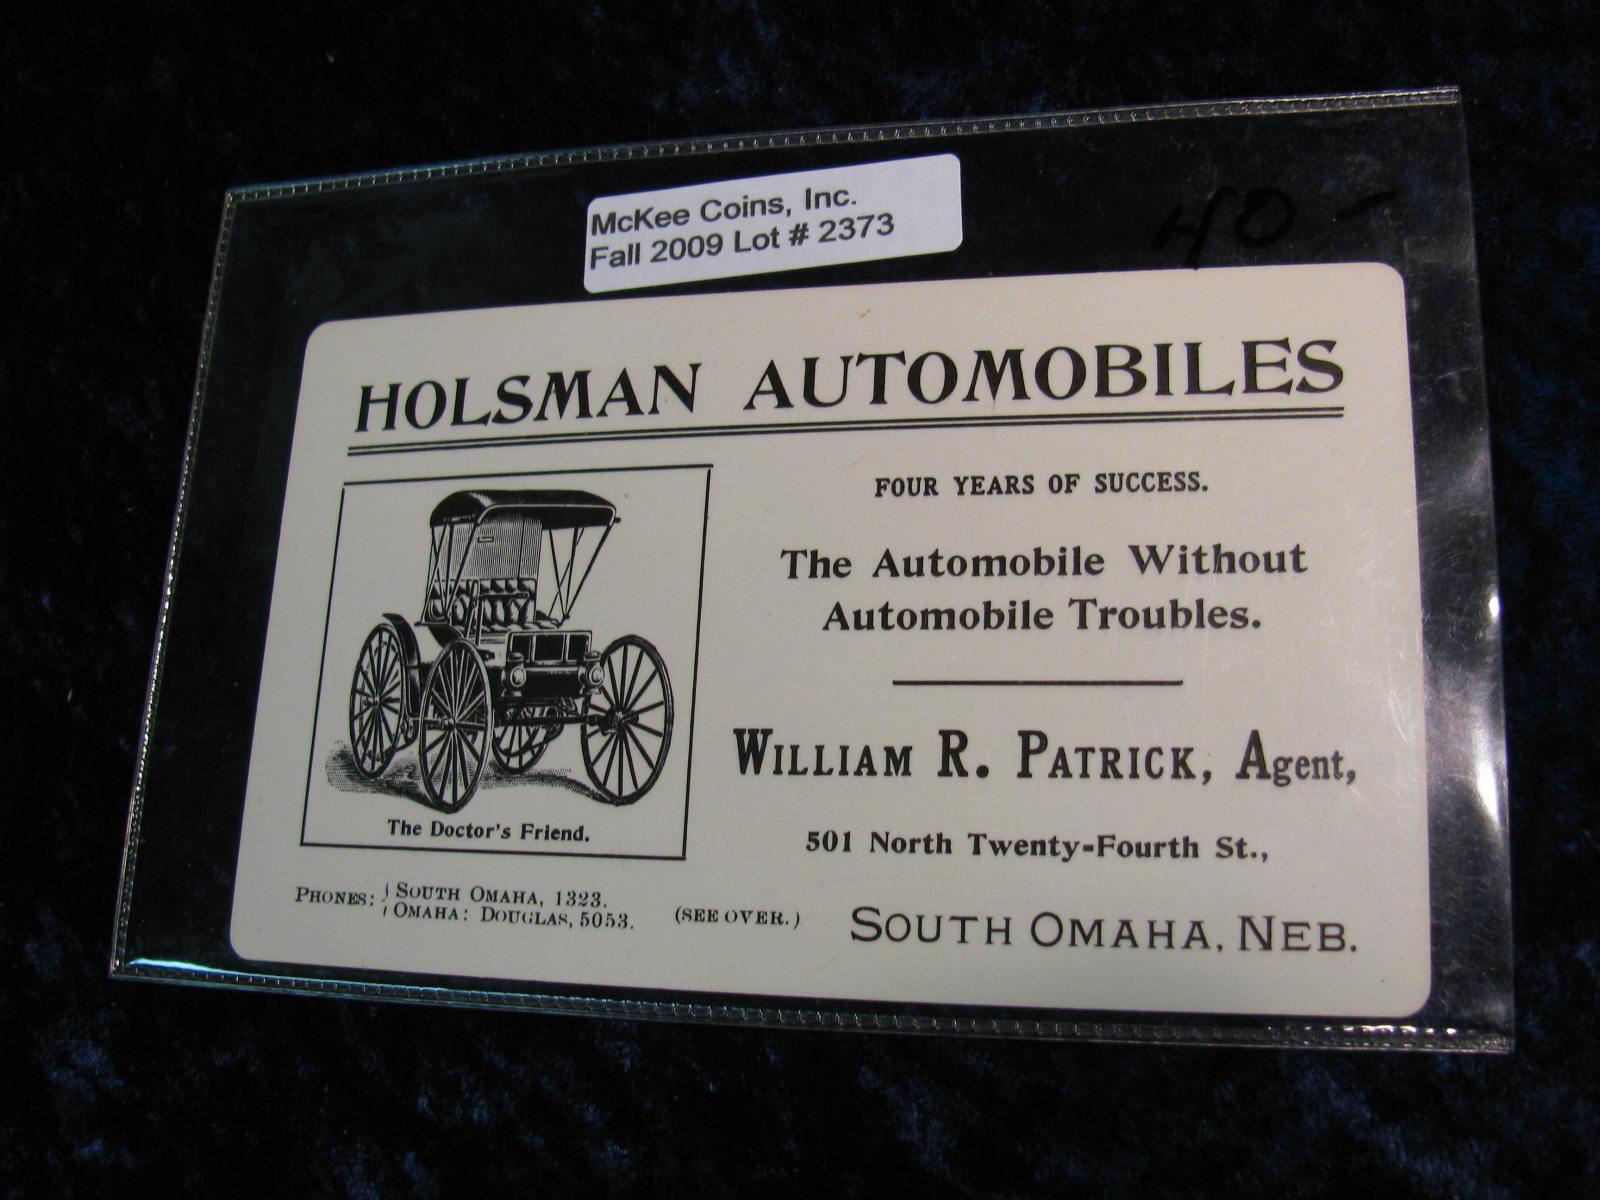 McKee Coins, Inc.
Fall 2009 Lot # 2373
40-
HOLSMAN AUTOMOBILES
FOUR YEARS OF SUCCESS.
The Automobile Without
Automobile Troubles.
The Doctor's Friend.
WILLIAM R. PATRICK, Agent,
501 North Twenty-Fourth St.,
PHONES: { SOUTH OMAHA, 1323.
OMAHA: DOUGLAS, 5053.
(SEE OVER.)
SOUTH OMAHA, NEB.